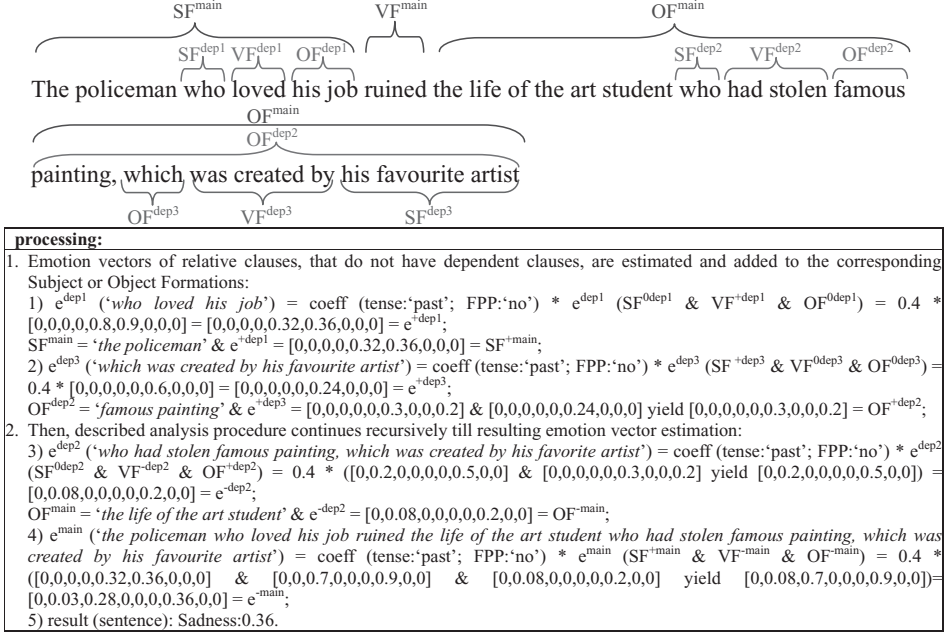 SF^main VF^main OF^main
SF^dep1 VF^dep1 OF^dep1 SF^dep2 VF^dep2 OF^dep2
The policeman who loved his job ruined the life of the art student who had stolen famous
OF^main
OF^dep2
painting, which was created by his favourite artist
OF^dep3 VF^dep3 SF^dep3
processing:
1. Emotion vectors of relative clauses, that do not have dependent clauses, are estimated and added to the corresponding
Subject or Object Formations:
1) e^dep1 (‘who loved his job’) = coeff (tense:‘past’; FPP:‘no’) * e^dep1 (SF^0dep1 & VF^+dep1 & OF^0dep1) = 0.4 *
[0,0,0,0,0.8,0.9,0,0,0] = [0,0,0,0,0.32,0.36,0,0,0] = e^+dep1;
SF^main = ‘the policeman’ & e^+dep1 = [0,0,0,0,0.32,0.36,0,0,0] = SF^+main;
2) e^dep3 (‘which was created by his favourite artist’) = coeff (tense:‘past’; FPP:‘no’) * e^dep3 (SF^+dep3 & VF^0dep3 & OF^0dep3) =
0.4 * [0,0,0,0,0,0.6,0,0,0] = [0,0,0,0,0,0.24,0,0,0] = e^+dep3;
OF^dep2 = ‘famous painting’ & e^+dep3 = [0,0,0,0,0,0.3,0,0,0.2] & [0,0,0,0,0,0.24,0,0,0] yield [0,0,0,0,0,0.3,0,0,0.2] = OF^+dep2;
2. Then, described analysis procedure continues recursively till resulting emotion vector estimation:
3) e^dep2 (‘who had stolen famous painting, which was created by his favorite artist’) = coeff (tense:‘past’; FPP:‘no’) * e^dep2
(SF^0dep2 & VF^-dep2 & OF^+dep2) = 0.4 * ([0,0.2,0,0,0,0,0.5,0,0] & [0,0,0,0,0,0.3,0,0,0.2] yield [0,0.2,0,0,0,0,0.5,0,0]) =
[0,0.08,0,0,0,0,0.2,0,0] = e^-dep2;
OF^main = ‘the life of the art student’ & e^-dep2 = [0,0.08,0,0,0,0,0.2,0,0] = OF^-main;
4) e^main (‘the policeman who loved his job ruined the life of the art student who had stolen famous painting, which was
created by his favourite artist’) = coeff (tense:‘past’; FPP:‘no’) * e^main (SF^+main & VF^-main & OF^-main) = 0.4 *
([0,0,0,0,0.32,0.36,0,0,0] & [0,0,0.7,0,0,0,0.9,0,0] & [0,0.08,0,0,0,0,0.2,0,0] yield [0,0.08,0.7,0,0,0,0.9,0,0])=
[0,0.03,0.28,0,0,0,0.36,0,0] = e^-main;
5) result (sentence): Sadness:0.36.